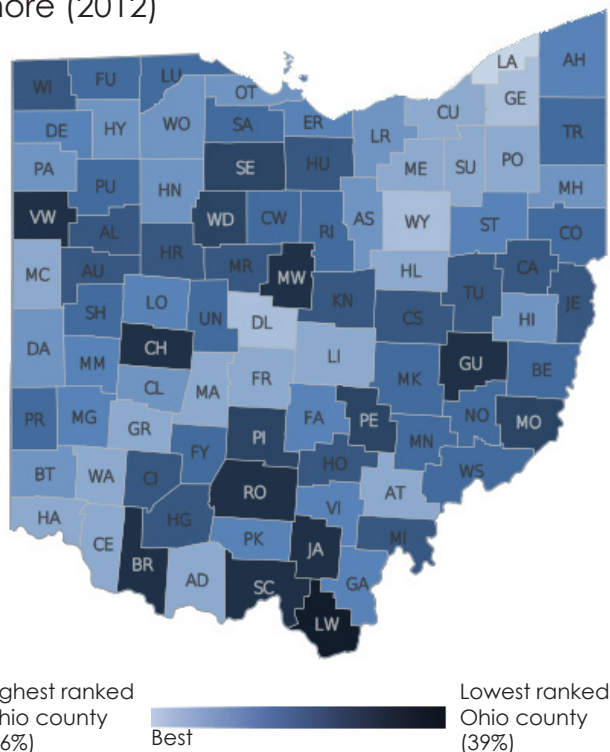 nore (2012)
LA
AH
WI FU LU
OT
CU GE
DE HY WO SA ER LR TR
PA SE HU ME SU PO
PU HN MH
VW WD CW RI AS WY ST CO
AL
MC AU HR MR MW HL CA
SH LO UN KN CS TU HI JE
DL
DA MM CH LI GU BE
CL MA FR MK
PR MG GR FA PE NO MO
FY PI MN
BT WA CI HO WS
RO VI AT
HA CE HG PK MI
BR AD JA
SC GA
LW
ghest ranked
hio county
6%)
Best
Lowest ranked
Ohio county
(39%)